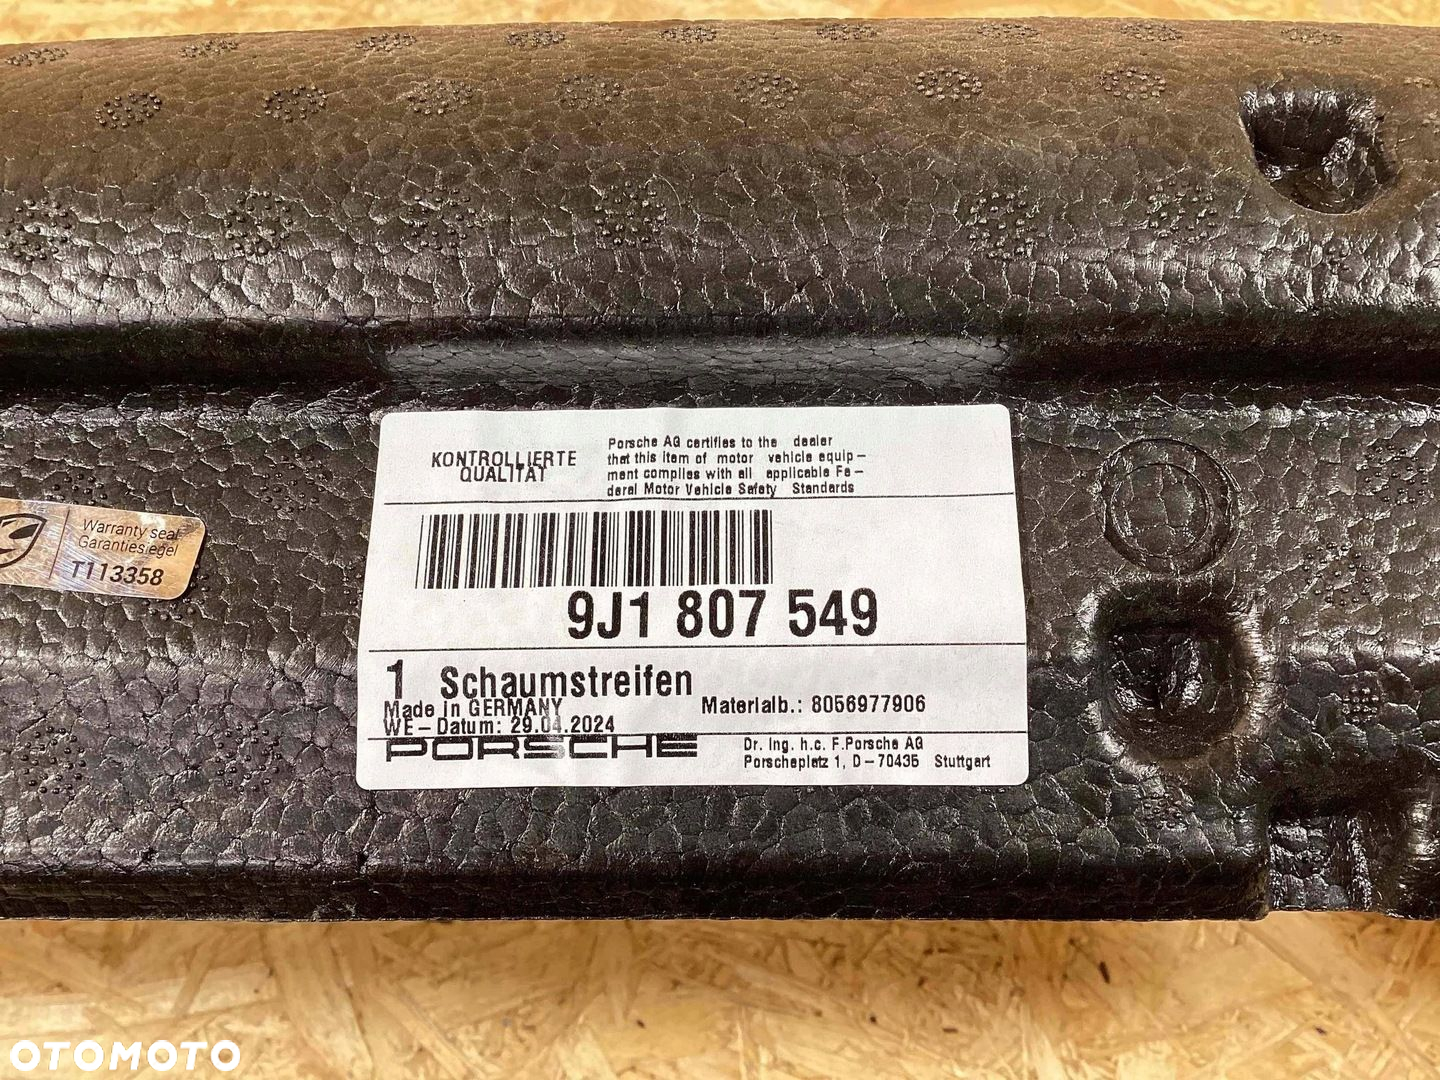 KONTROLLIERTE
QUALITÄT
Porsche AG certifies to the dealer
that this item of motor vehicle equip-
ment complies with all applicable Fe-
deral Motor Vehicle Safety Standards
9J1 807 549
1 Schaumstreifen
Made in GERMANY
Materialb.: 8056977906
WE-Datum: 29.04.2024
PORSCHE
Dr. Ing. h.c. F.Porsche AG
Porscheplatz 1, D-70435 Stuttgart
Warranty seal
Garantiesiegel
T113358
OTOMOTO